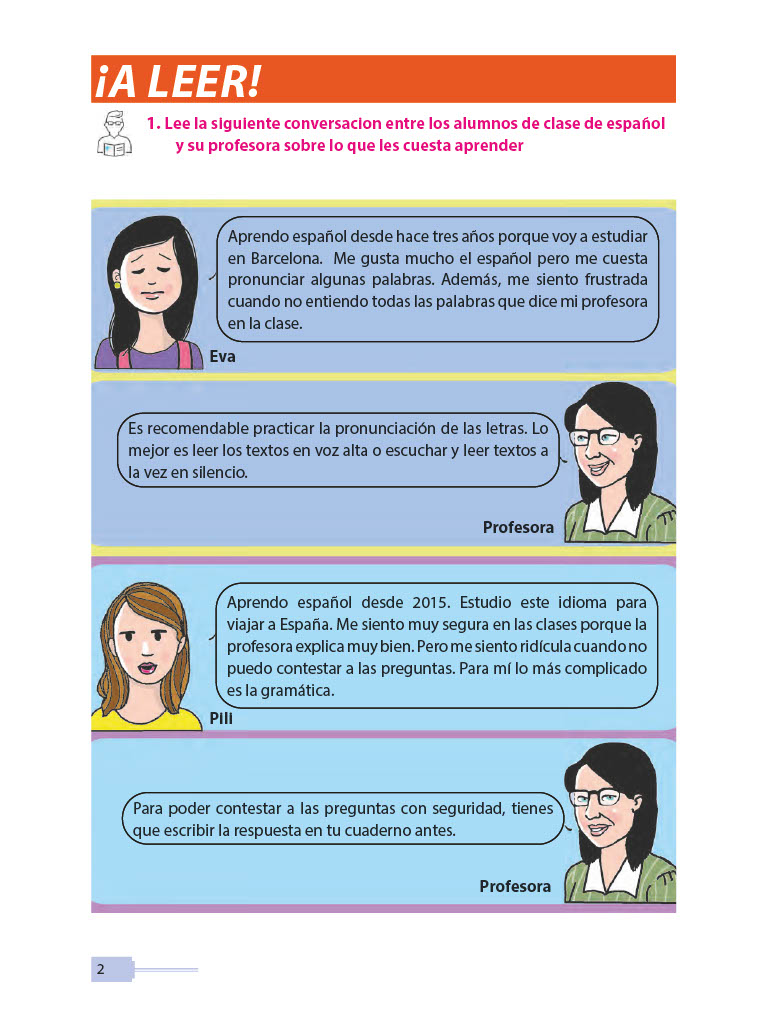 ¡A LEER!
1. Lee la siguiente conversacion entre los alumnos de clase de español
y su profesora sobre lo que les cuesta aprender
Aprendo español desde hace tres años porque voy a estudiar
en Barcelona. Me gusta mucho el español pero me cuesta
pronunciar algunas palabras. Además, me siento frustrada
cuando no entiendo todas las palabras que dice mi profesora
en la clase.
Eva
Es recomendable practicar la pronunciación de las letras. Lo
mejor es leer los textos en voz alta o escuchar y leer textos a
la vez en silencio.
Profesora
Aprendo español desde 2015. Estudio este idioma para
viajar a España. Me siento muy segura en las clases porque la
profesora explica muy bien. Pero me siento ridícula cuando no
puedo contestar a las preguntas. Para mí lo más complicado
es la gramática.
Pili
Para poder contestar a las preguntas con seguridad, tienes
que escribir la respuesta en tu cuaderno antes.
Profesora
2